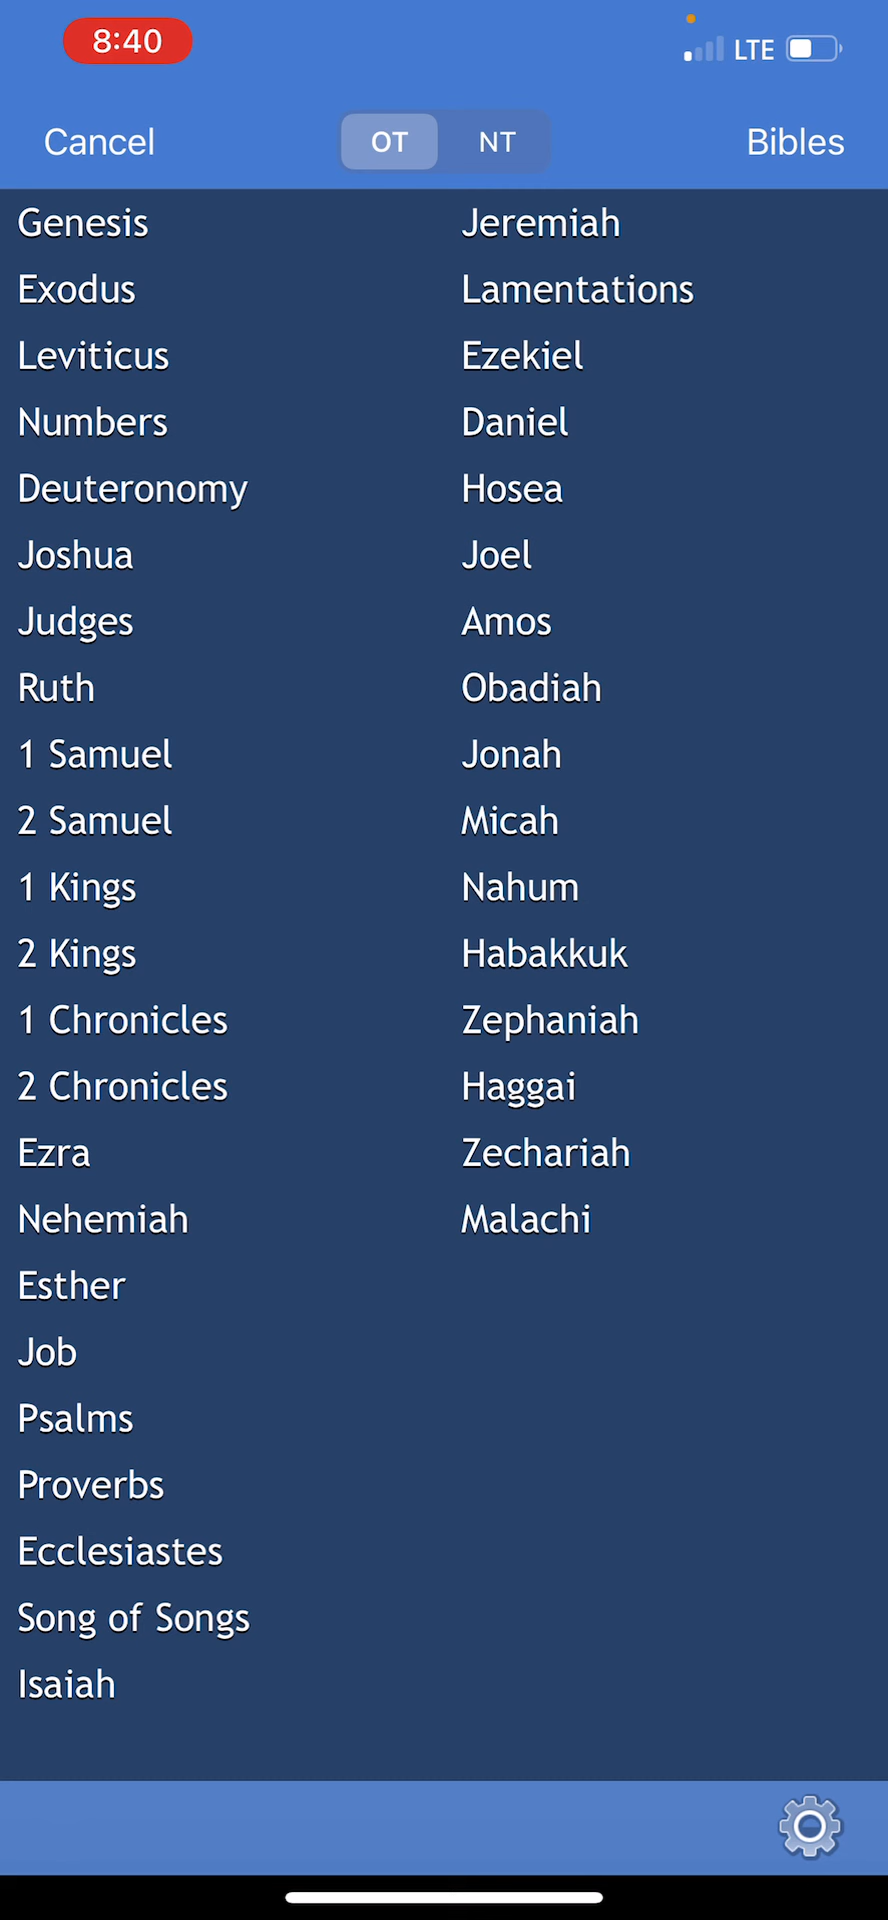 8:40
LTE
Cancel
OT
NT
Bibles
Genesis
Exodus
Leviticus
Numbers
Deuteronomy
Joshua
Judges
Ruth
1 Samuel
2 Samuel
1 Kings
2 Kings
1 Chronicles
2 Chronicles
Ezra
Nehemiah
Esther
Job
Psalms
Proverbs
Ecclesiastes
Song of Songs
Isaiah
Jeremiah
Lamentations
Ezekiel
Daniel
Hosea
Joel
Amos
Obadiah
Jonah
Micah
Nahum
Habakkuk
Zephaniah
Haggai
Zechariah
Malachi